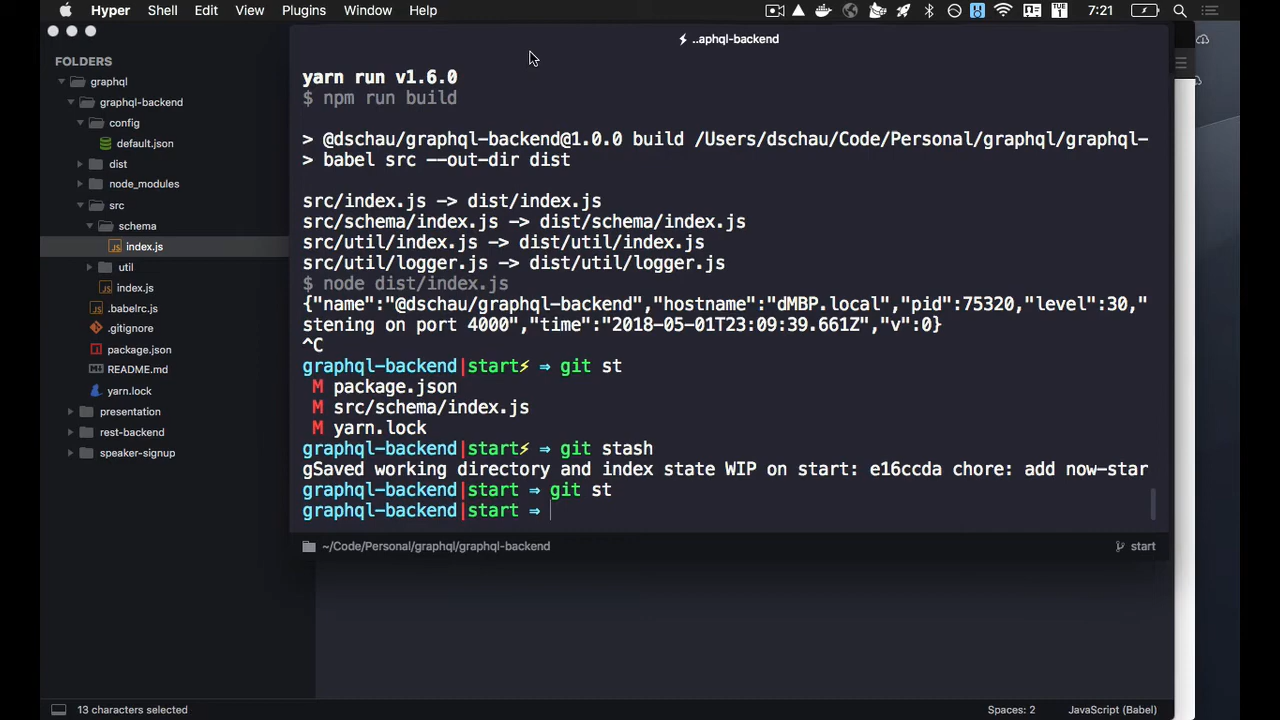 Hyper Shell Edit View Plugins Window Help
TUE 1 7:21
..aphql-backend
FOLDERS
graphql
graphql-backend
config
default.json
dist
node_modules
src
schema
index.js
util
index.js
.babelrc.js
.gitignore
package.json
README.md
yarn.lock
presentation
rest-backend
speaker-signup
yarn run v1.6.0
$ npm run build
> @dschau/graphql-backend@1.0.0 build /Users/dschau/Code/Personal/graphql/graphql-
> babel src --out-dir dist
src/index.js -> dist/index.js
src/schema/index.js -> dist/schema/index.js
src/util/index.js -> dist/util/index.js
src/util/logger.js -> dist/util/logger.js
$ node dist/index.js
{"name":"@dschau/graphql-backend","hostname":"dMBP.local","pid":75320,"level":30,"
stening on port 4000","time":"2018-05-01T23:09:39.661Z","v":0}
^C
graphql-backend|start⚡ ⇒ git st
M package.json
M src/schema/index.js
M yarn.lock
graphql-backend|start⚡ ⇒ git stash
gSaved working directory and index state WIP on start: e16ccda chore: add now-star
graphql-backend|start ⇒ git st
graphql-backend|start ⇒
~/Code/Personal/graphql/graphql-backend start
13 characters selected Spaces: 2 JavaScript (Babel)